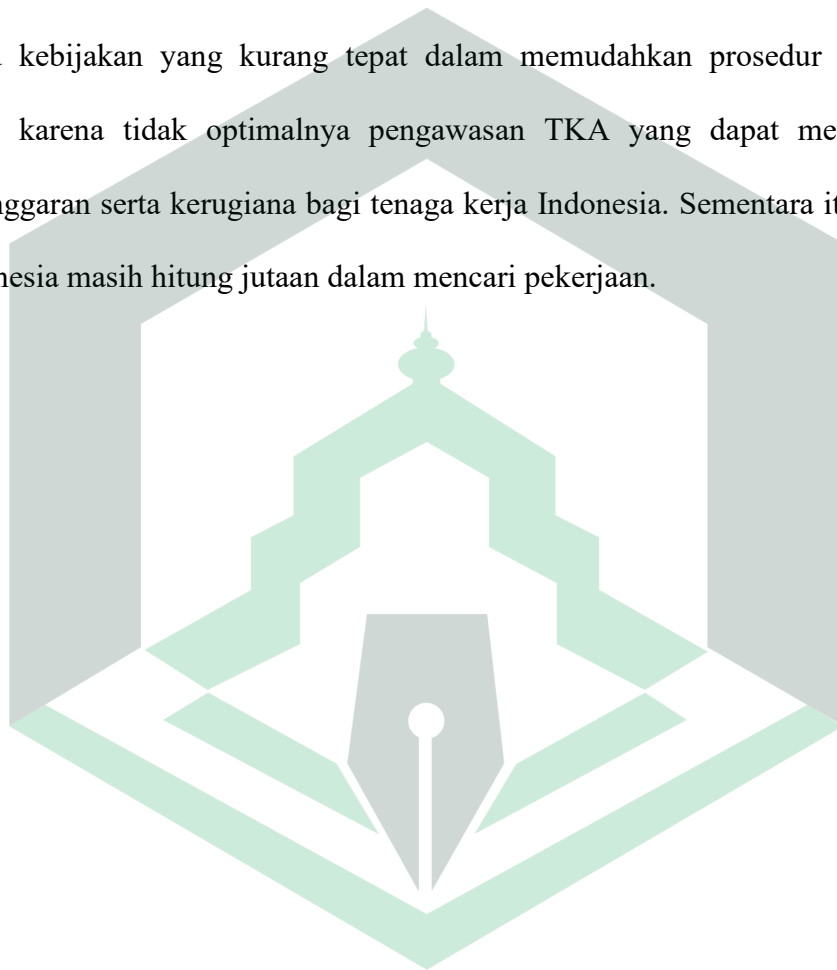 kebijakan yang kurang tepat dalam memudahkan prosedur
karena tidak optimalnya pengawasan TKA yang dapat me
nggaran serta kerugiana bagi tenaga kerja Indonesia. Sementara it
nesia masih hitung jutaan dalam mencari pekerjaan.